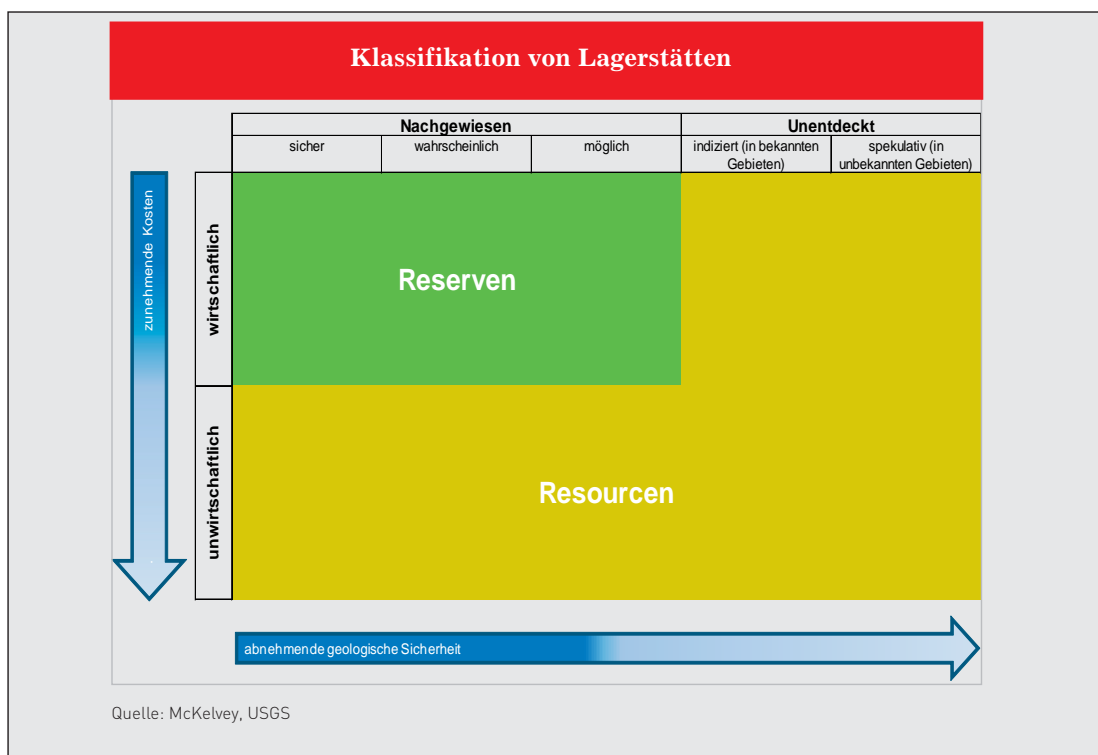 Klassifikation von Lagerstätten
Nachgewiesen
Unentdeckt
sicher
wahrscheinlich
möglich
indiziert (in bekannten
Gebieten)
spekulativ (in
unbekannten Gebieten)
zunehmende Kosten
wirtschaftlich
Reserven
unwirtschaftlich
Resourcen
abnehmende geologische Sicherheit
Quelle: McKelvey, USGS